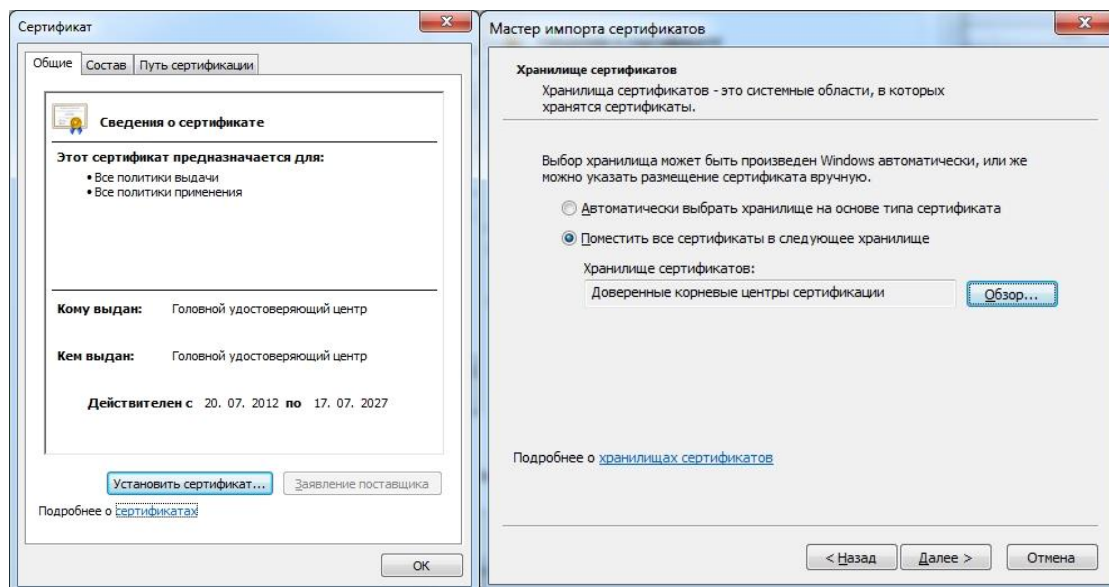 Сертификат
Общие
Состав
Путь сертификации
Сведения о сертификате
Этот сертификат предназначается для:
• Все политики выдачи
• Все политики применения
Кому выдан: Головной удостоверяющий центр
Кем выдан: Головной удостоверяющий центр
Действителен с 20. 07. 2012 по 17. 07. 2027
Установить сертификат...
Заявление поставщика
Подробнее о сертификатах
OK
Мастер импорта сертификатов
Хранилище сертификатов
Хранилища сертификатов - это системные области, в которых
хранятся сертификаты.
Выбор хранилища может быть произведен Windows автоматически, или же
можно указать размещение сертификата вручную.
Автоматически выбрать хранилище на основе типа сертификата
Поместить все сертификаты в следующее хранилище
Хранилище сертификатов:
Доверенные корневые центры сертификации
Обзор...
Подробнее о хранилищах сертификатов
< Назад
Далее >
Отмена